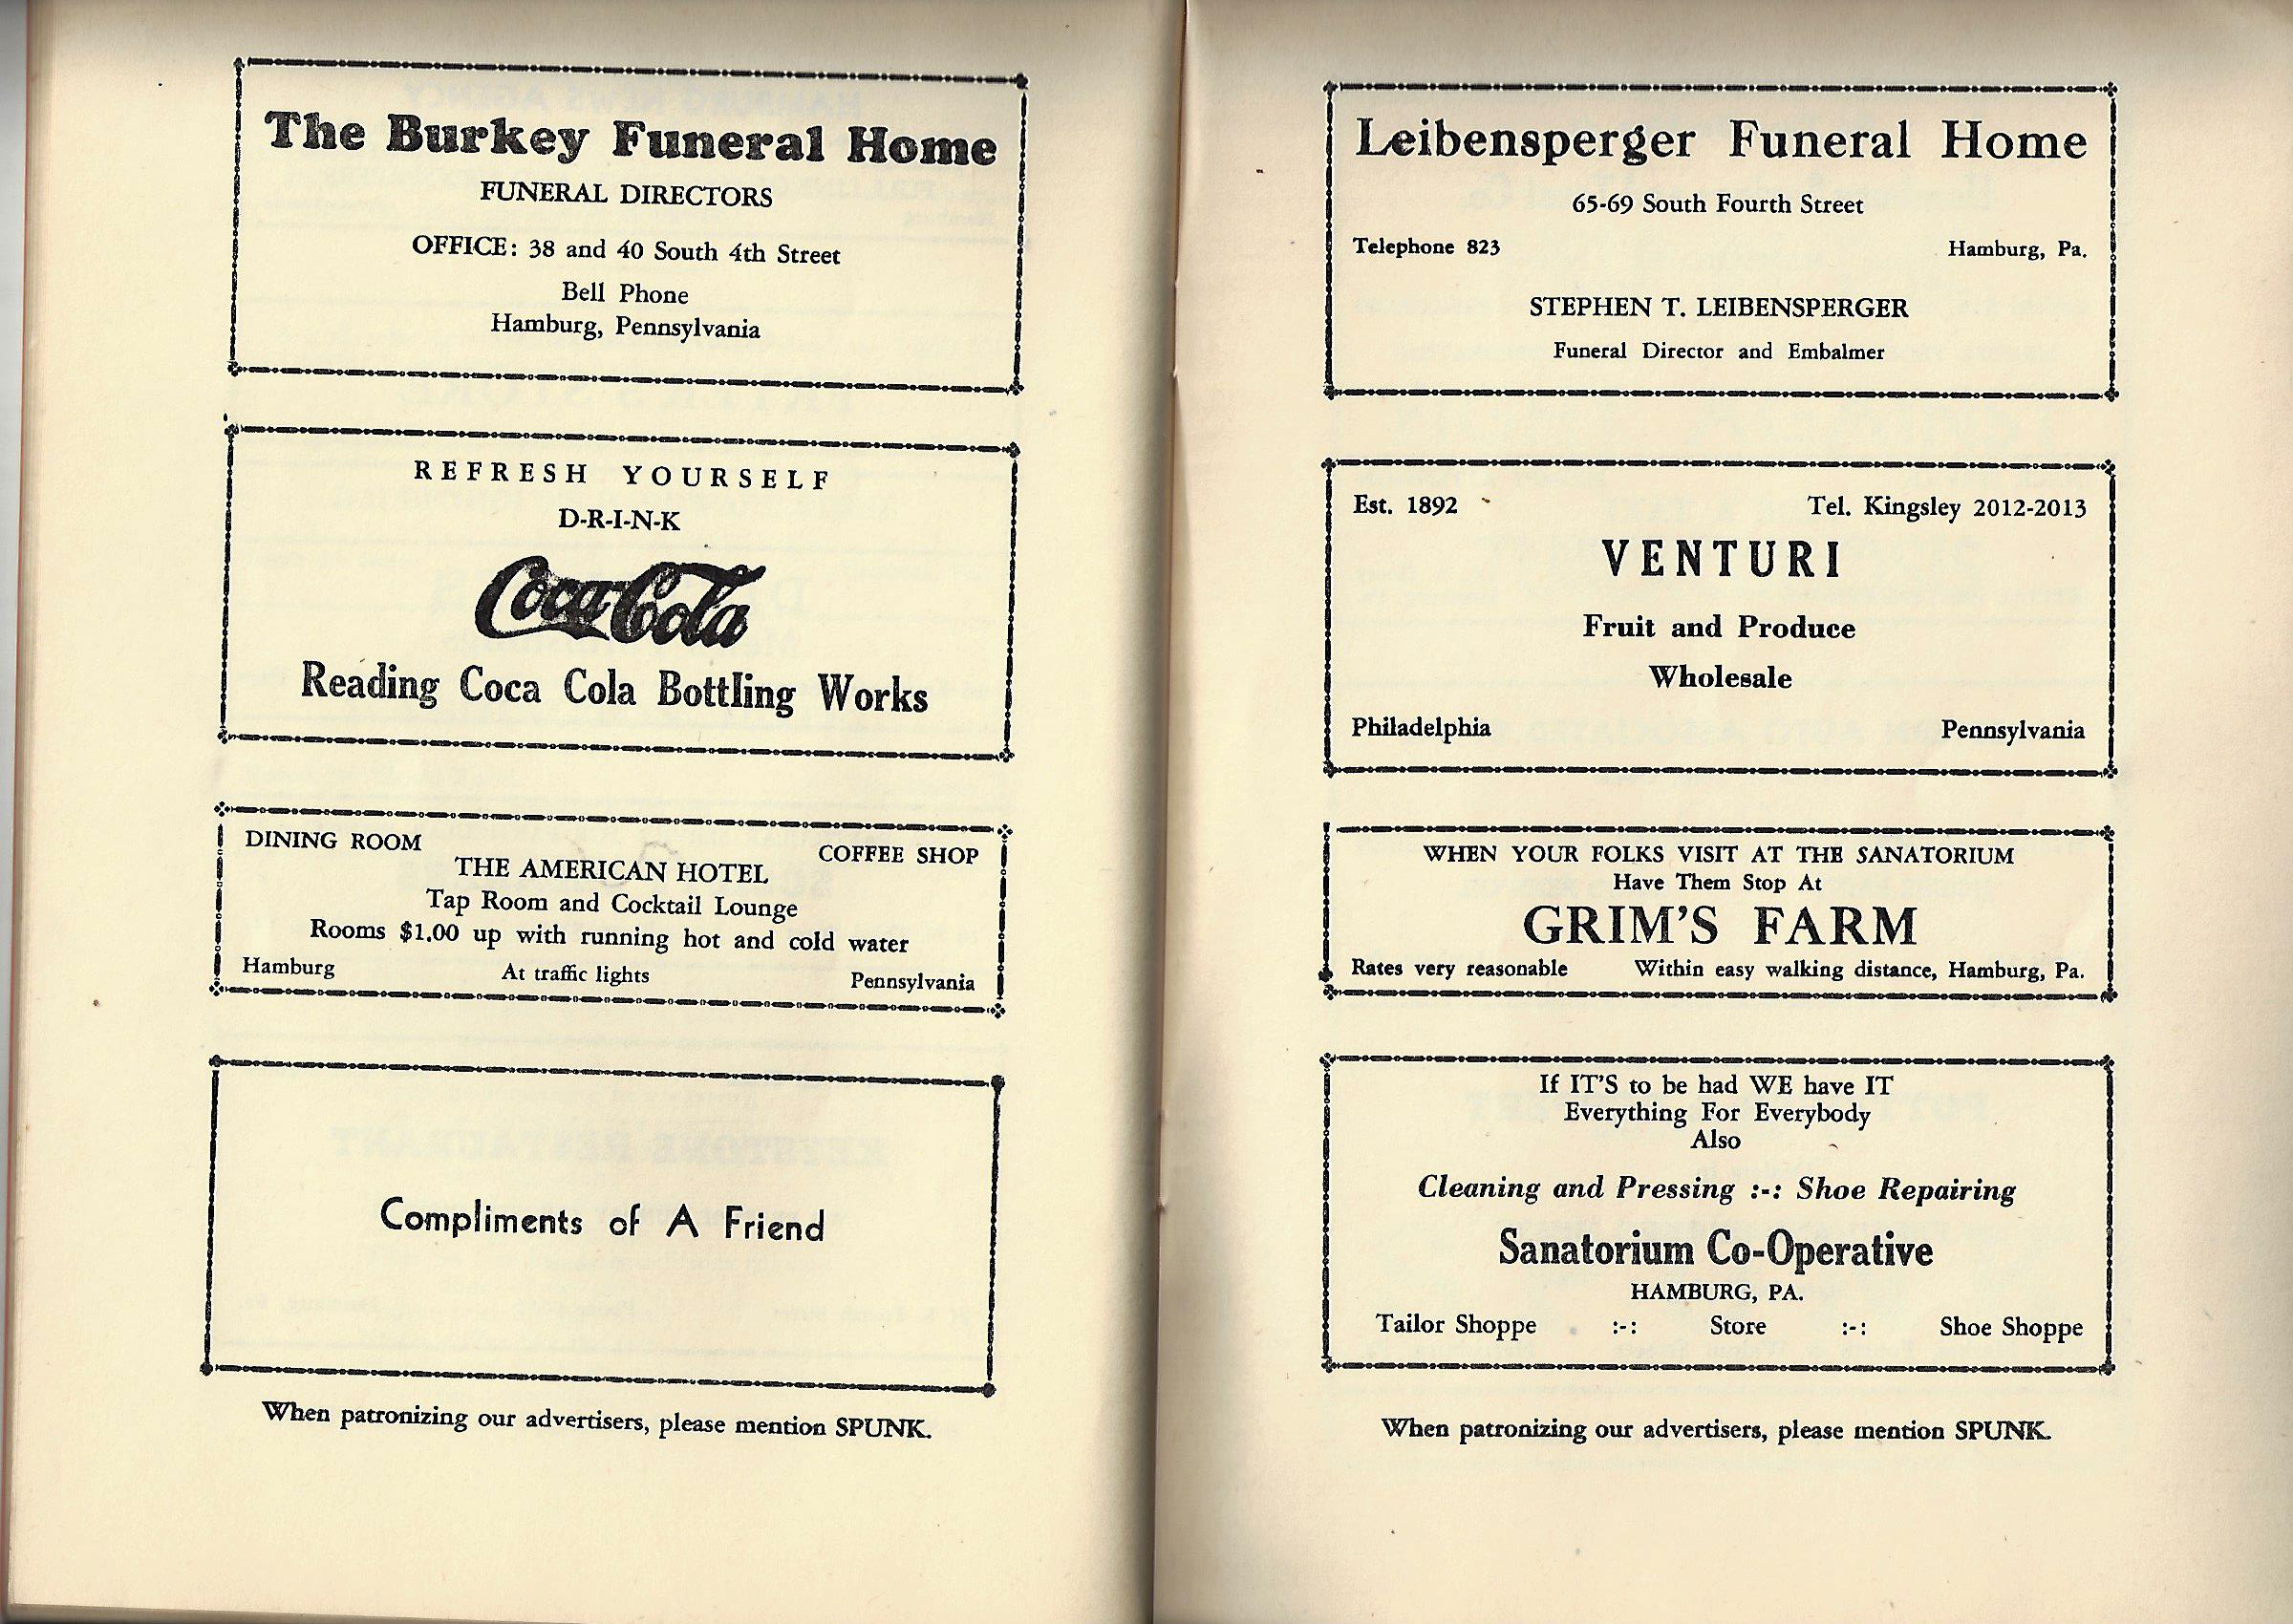 The Burkey Funeral Home
FUNERAL DIRECTORS
OFFICE: 38 and 40 South 4th Street
Bell Phone
Hamburg, Pennsylvania
REFRESH YOURSELF
D-R-I-N-K
Coca-Cola
Reading Coca Cola Bottling Works
DINING ROOM COFFEE SHOP
THE AMERICAN HOTEL
Tap Room and Cocktail Lounge
Rooms $1.00 up with running hot and cold water
Hamburg At traffic lights Pennsylvania
Compliments of A Friend
When patronizing our advertisers, please mention SPUNK.
Leibensperger Funeral Home
65-69 South Fourth Street
Telephone 823 Hamburg, Pa.
STEPHEN T. LEIBENSPERGER
Funeral Director and Embalmer
Est. 1892 Tel. Kingsley 2012-2013
VENTURI
Fruit and Produce
Wholesale
Philadelphia Pennsylvania
WHEN YOUR FOLKS VISIT AT THE SANATORIUM
Have Them Stop At
GRIM'S FARM
Rates very reasonable Within easy walking distance, Hamburg, Pa.
If IT'S to be had WE have IT
Everything For Everybody
Also
Cleaning and Pressing :-: Shoe Repairing
Sanatorium Co-Operative
HAMBURG, PA.
Tailor Shoppe :-: Store :-: Shoe Shoppe
When patronizing our advertisers, please mention SPUNK.